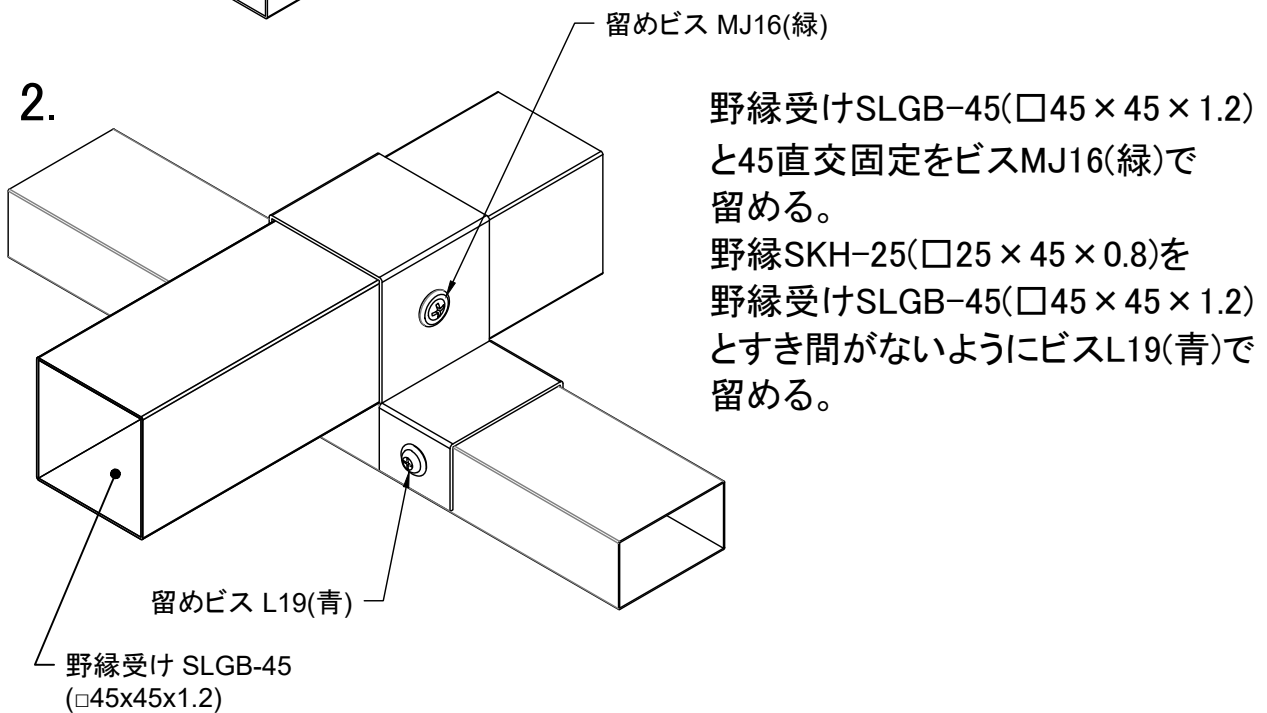 留めビス MJ16(緑)
2.
野縁受けSLGB-45(□45×45×1.2)
と45直交固定をビスMJ16(緑)で
留める。
野縁SKH-25(□25×45×0.8)を
野縁受けSLGB-45(□45×45×1.2)
とすき間がないようにビスL19(青)で
留める。
留めビス L19(青)
野縁受け SLGB-45
(□45x45x1.2)